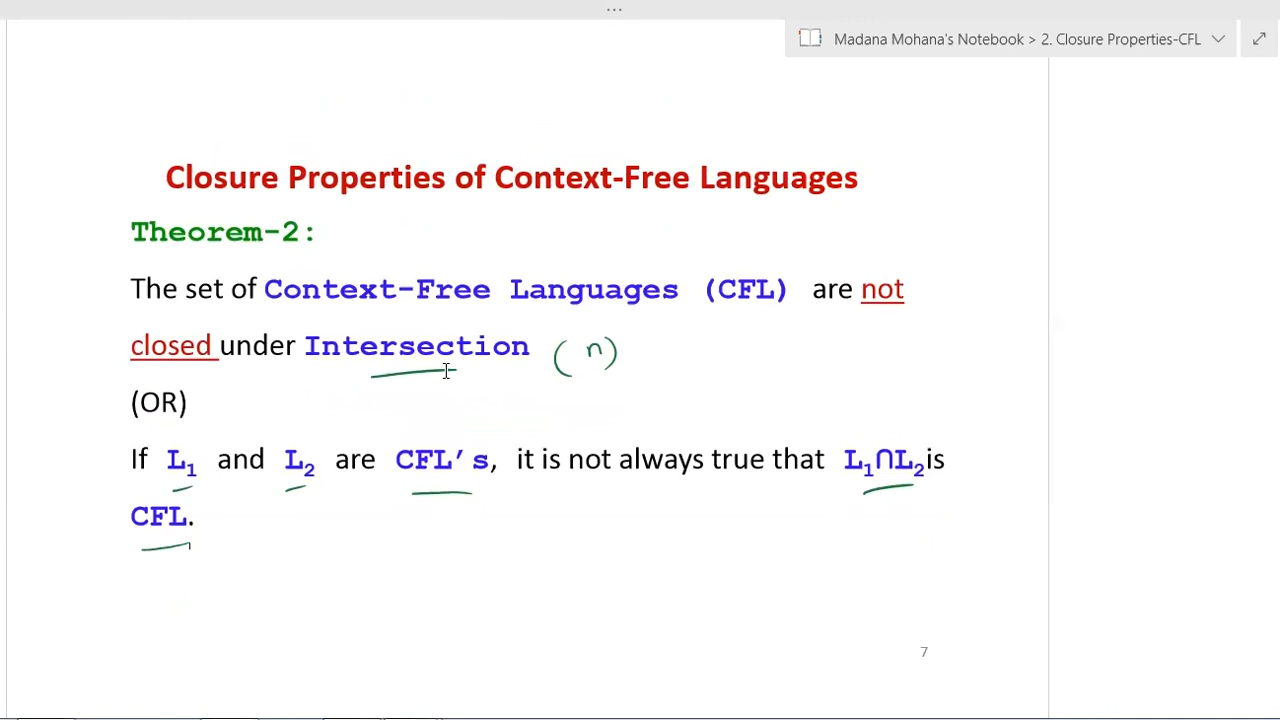 ...
Madana Mohana's Notebook > 2. Closure Properties-CFL
Closure Properties of Context-Free Languages
Theorem-2:
The set of Context-Free Languages (CFL) are not
closed under Intersection (∩)
(OR)
If L₁ and L₂ are CFL's, it is not always true that L₁∩L₂is
CFL.
7